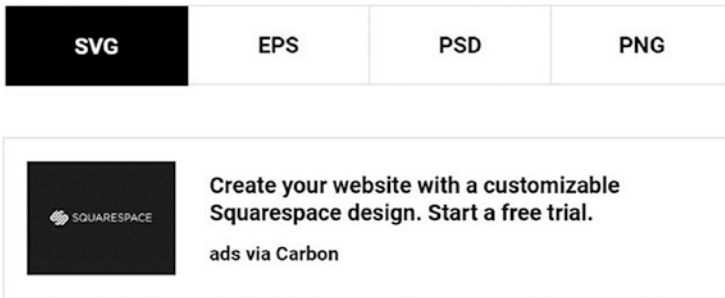 SVG
EPS
PSD
PNG
SQUARESPACE
Create your website with a customizable
Squarespace design. Start a free trial.
ads via Carbon